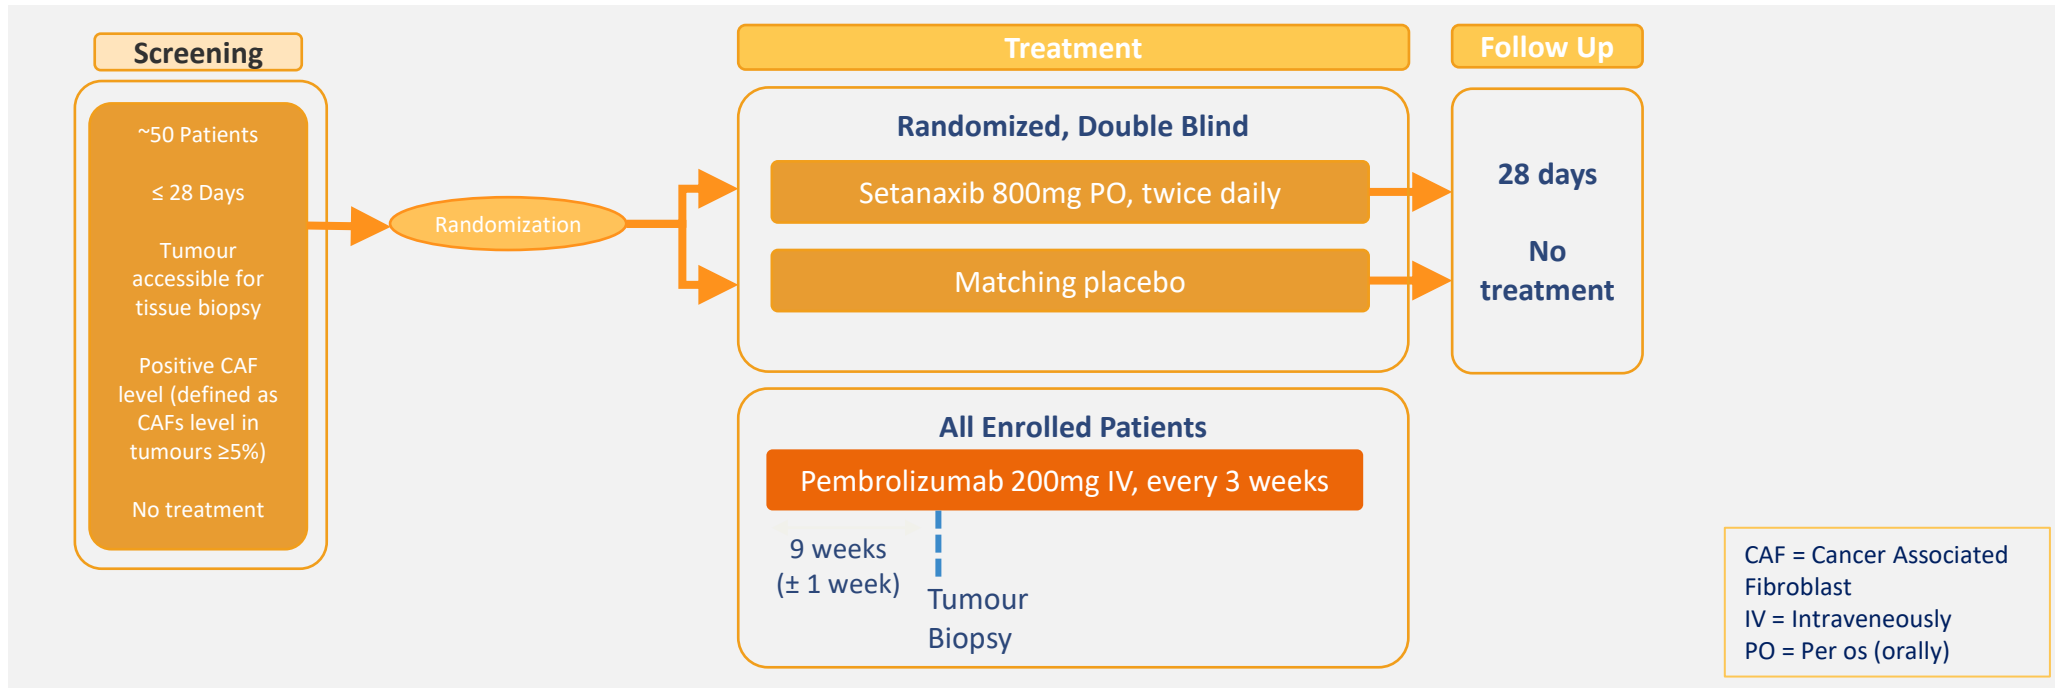 Screening
~50 Patients
≤ 28 Days
Tumour
accessible for
tissue biopsy
Positive CAF
level (defined as
CAFs level in
tumours ≥5%)
No treatment
Randomization
Treatment
Randomized, Double Blind
Setanaxib 800mg PO, twice daily
Matching placebo
All Enrolled Patients
Pembrolizumab 200mg IV, every 3 weeks
9 weeks
(± 1 week)
Tumour
Biopsy
Follow Up
28 days
No
treatment
CAF = Cancer Associated
Fibroblast
IV = Intraveneously
PO = Per os (orally)